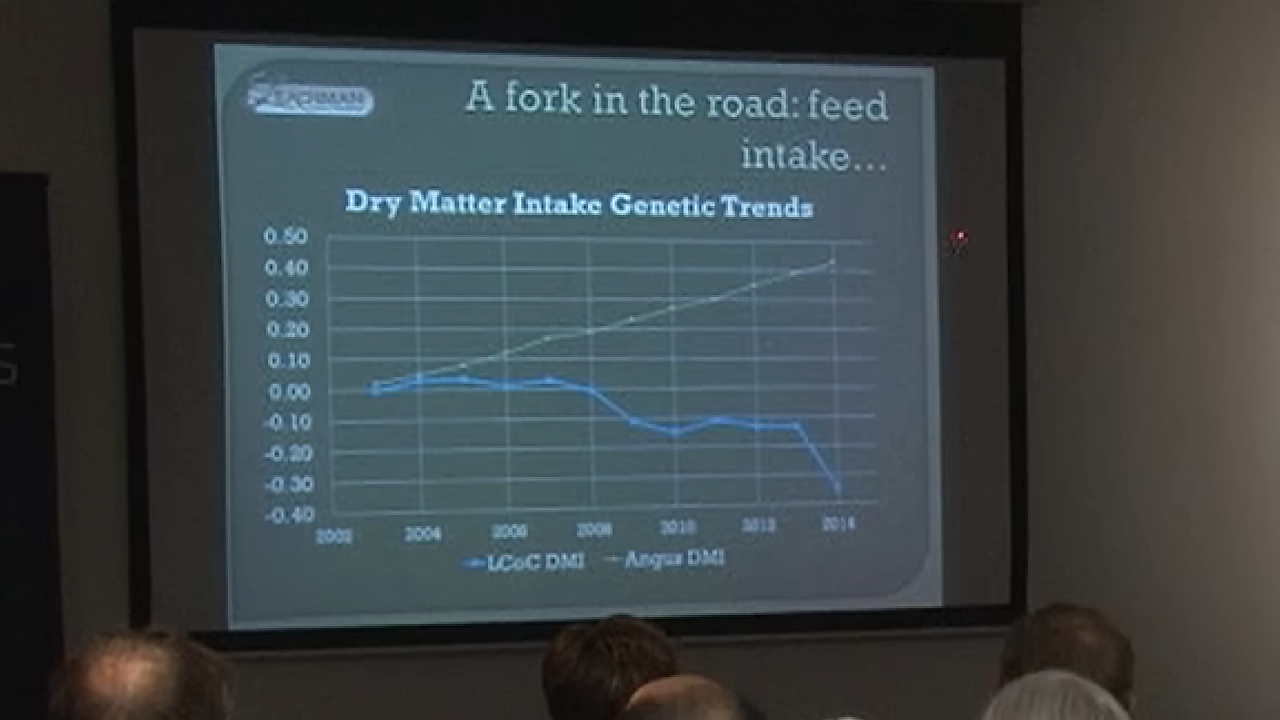 A fork in the road: feed
intake...
Dry Matter Intake Genetic Trends
0.50
0.40
0.30
0.20
0.10
0.00
-0.10
-0.20
-0.30
-0.40
2002 2004 2006 2008 2010 2012 2014
LCoC DMI Angus DMI